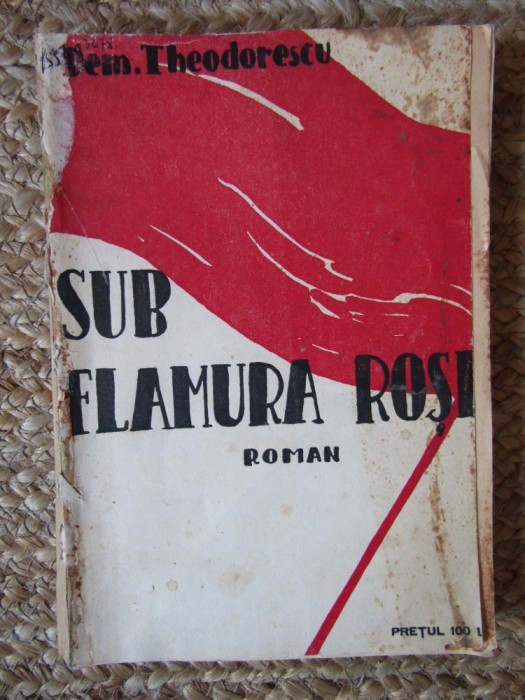 Dem. Theodorescu
SUB
FLAMURA ROȘI
ROMAN
PREȚUL 100 L